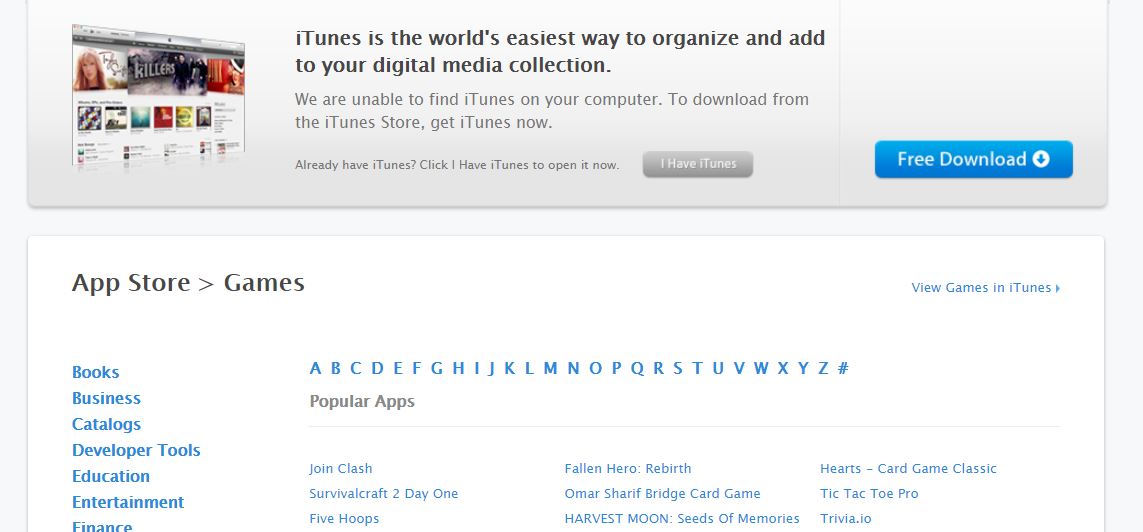 iTunes is the world's easiest way to organize and add
to your digital media collection.
We are unable to find iTunes on your computer. To download from
the iTunes Store, get iTunes now.
Already have iTunes? Click I Have iTunes to open it now.
I Have iTunes
Free Download
THE KILLERS
App Store > Games
View Games in iTunes
Books
Business
Catalogs
Developer Tools
Education
Entertainment
Finance
A B C D E F G H I J K L M N O P Q R S T U V W X Y Z #
Popular Apps
Join Clash
Fallen Hero: Rebirth
Hearts - Card Game Classic
Survivalcraft 2 Day One
Omar Sharif Bridge Card Game
Tic Tac Toe Pro
Five Hoops
HARVEST MOON: Seeds Of Memories
Trivia.io